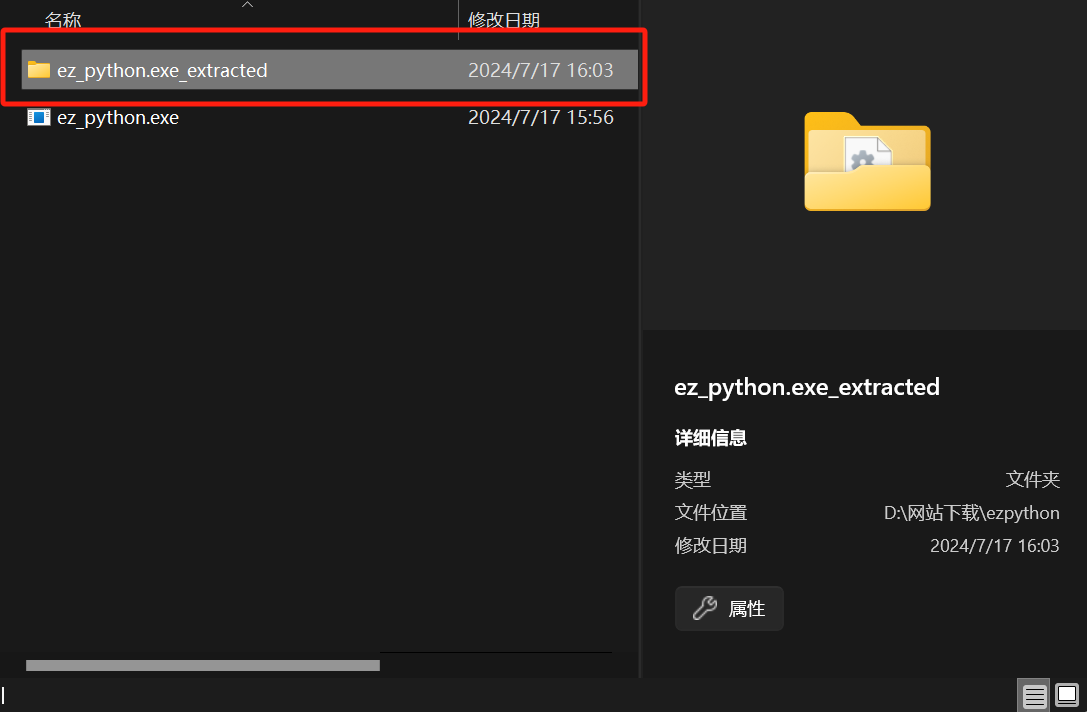 名称 修改日期
ez_python.exe_extracted 2024/7/17 16:03
ez_python.exe 2024/7/17 15:56
ez_python.exe_extracted
详细信息
类型 文件夹
文件位置 D:\网站下载\ezpython
修改日期 2024/7/17 16:03
属性